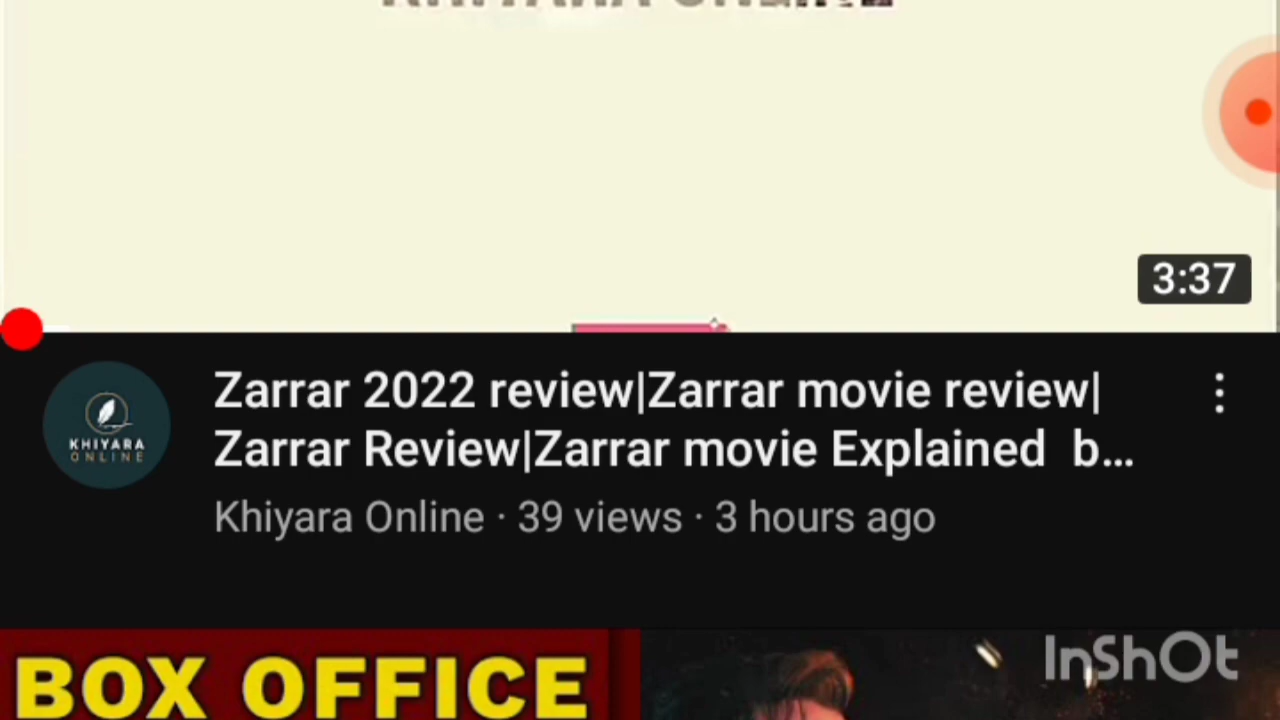 3:37
KHIYARA
ONLINE
Zarrar 2022 review|Zarrar movie review|
Zarrar Review|Zarrar movie Explained b...
Khiyara Online · 39 views · 3 hours ago
BOX OFFICE
InShOt